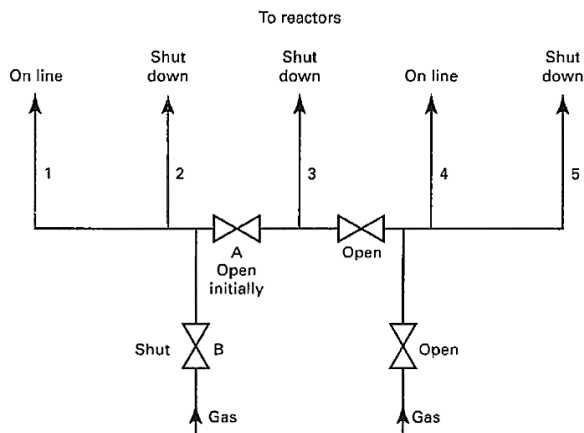 To reactors
On line
Shut
down
Shut
down
On line
Shut
down
1
2
3
4
5
A
Open
initially
Open
Shut
B
Open
Gas
Gas